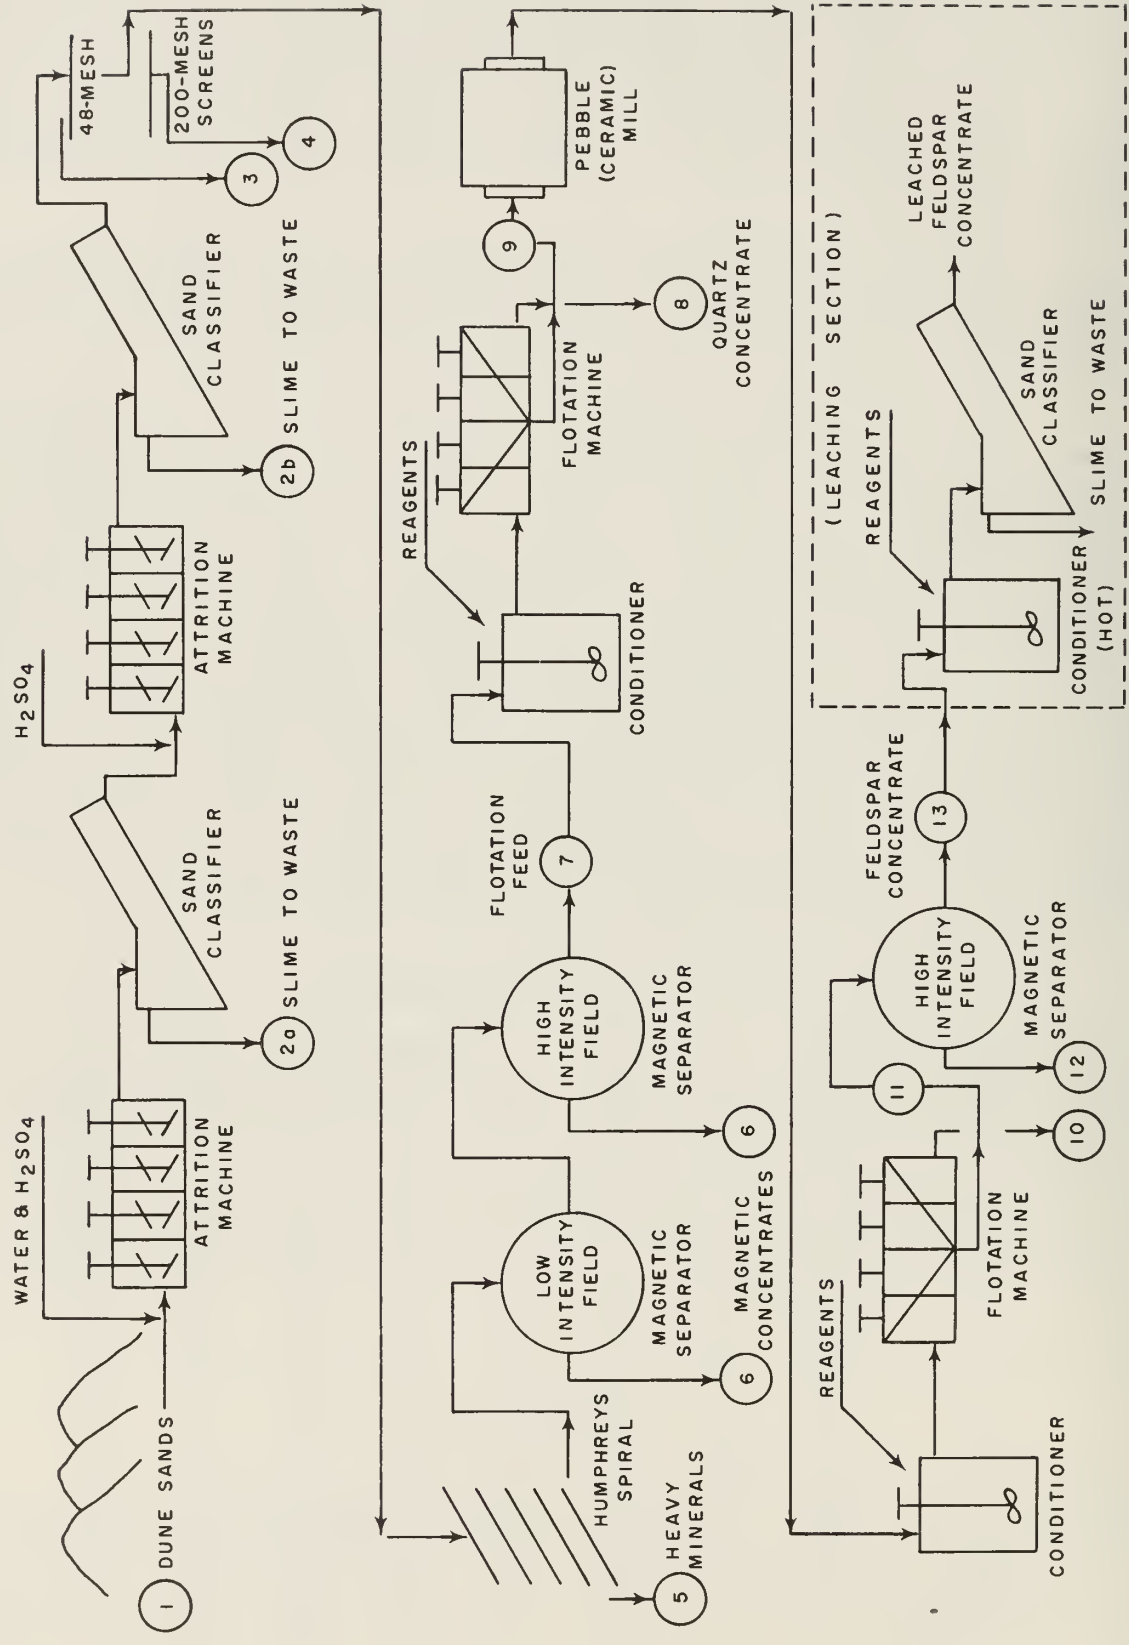 WATER & H2SO4
1
DUNE SANDS
ATTRITION
MACHINE
2a
SLIME TO WASTE
SAND
CLASSIFIER
H2SO4
ATTRITION
MACHINE
2b
SLIME TO WASTE
SAND
CLASSIFIER
48-MESH
200-MESH
SCREENS
3
4
5
HEAVY
MINERALS
HUMPHREYS
SPIRAL
LOW
INTENSITY
FIELD
MAGNETIC
SEPARATOR
6
MAGNETIC
CONCENTRATES
HIGH
INTENSITY
FIELD
MAGNETIC
SEPARATOR
6
FLOTATION
FEED
7
REAGENTS
CONDITIONER
FLOTATION
MACHINE
8
QUARTZ
CONCENTRATE
9
PEBBLE
(CERAMIC)
MILL
REAGENTS
CONDITIONER
FLOTATION
MACHINE
10
11
HIGH
INTENSITY
FIELD
MAGNETIC
SEPARATOR
12
FELDSPAR
CONCENTRATE
13
(LEACHING SECTION)
REAGENTS
CONDITIONER
(HOT)
SAND
CLASSIFIER
SLIME TO WASTE
LEACHED
FELDSPAR
CONCENTRATE